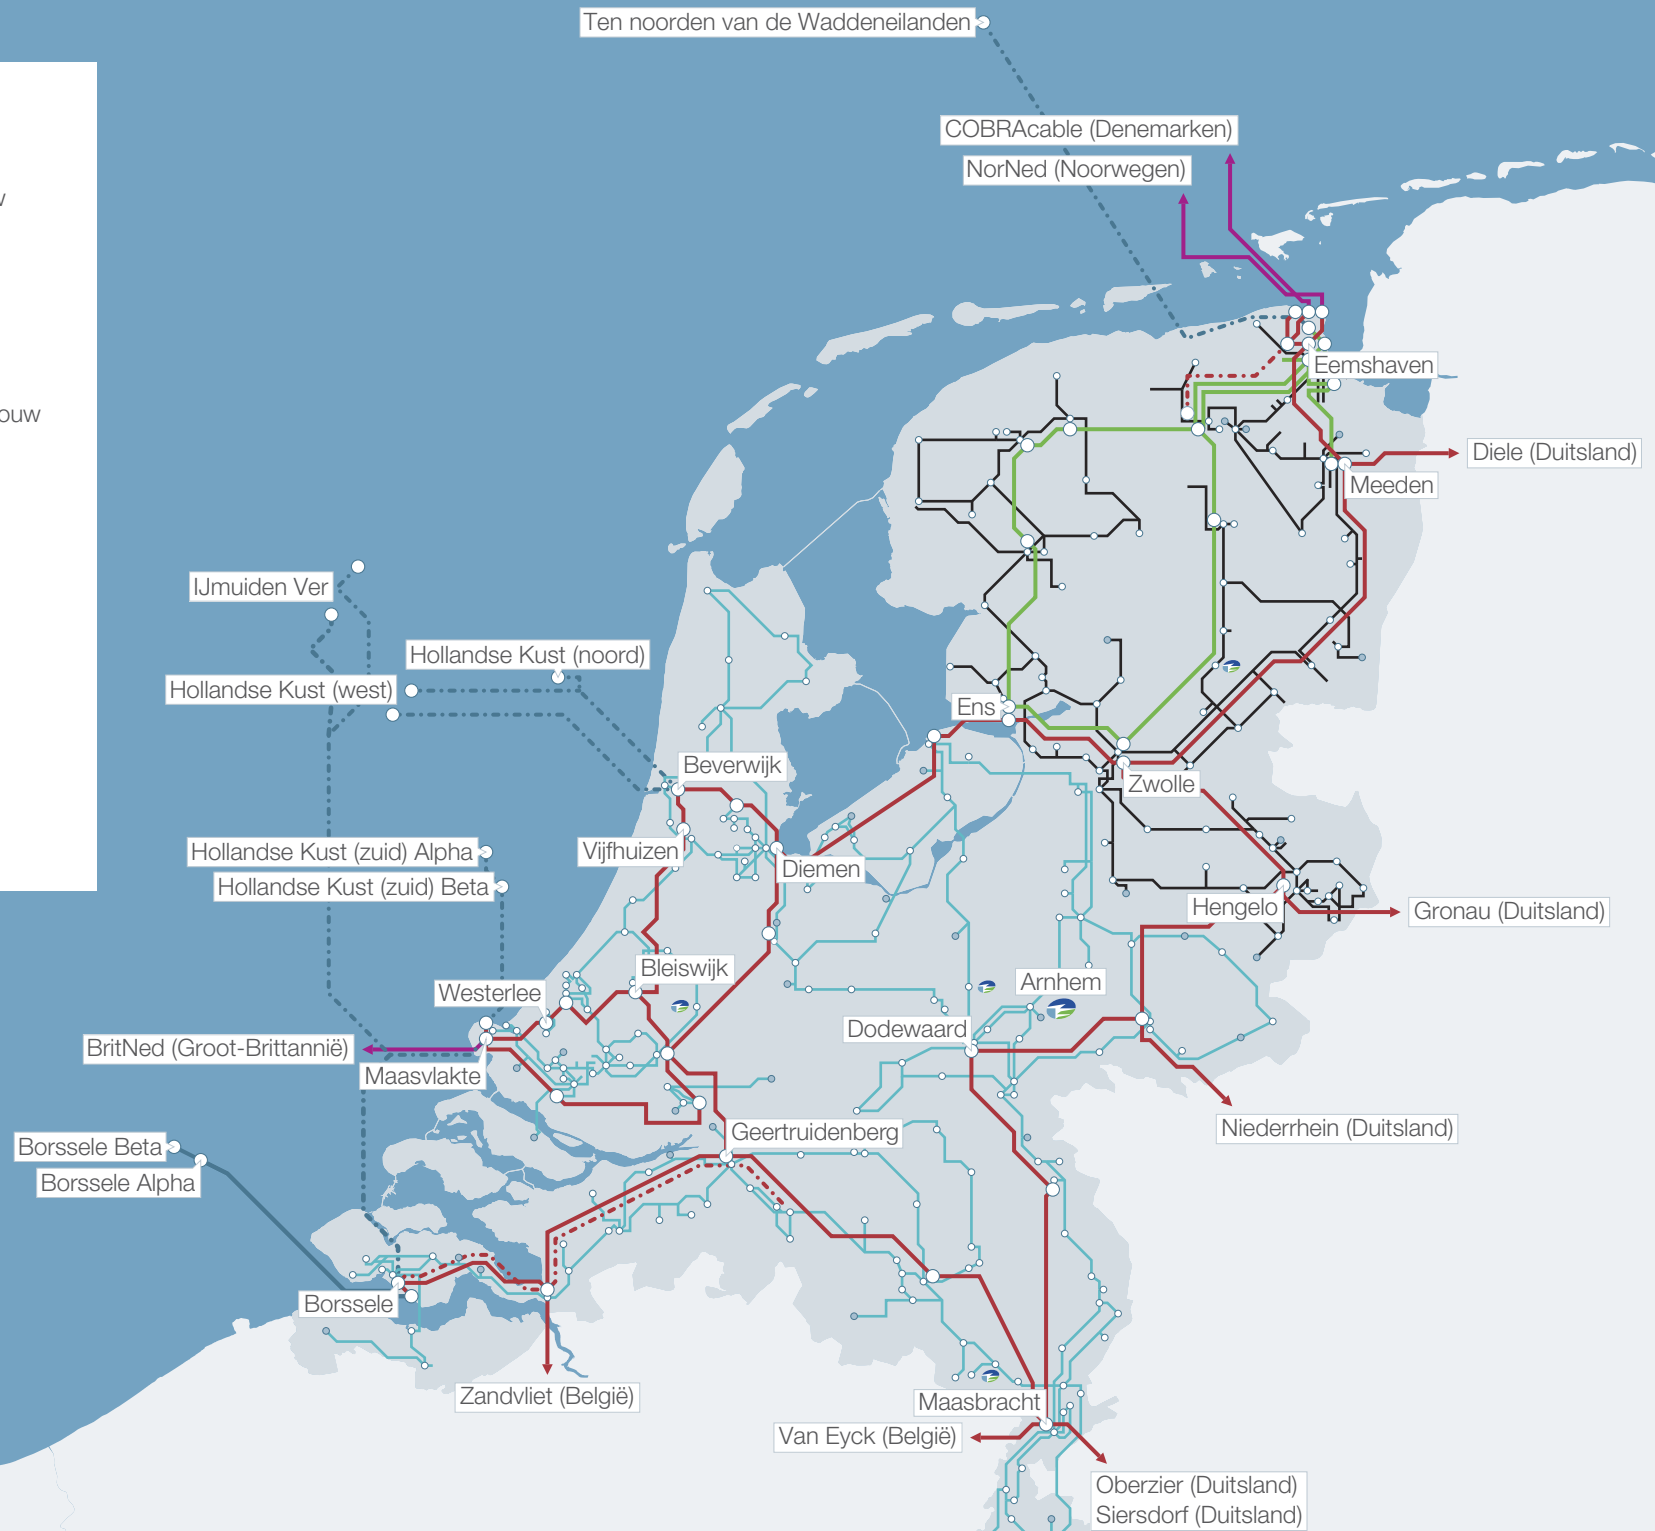 Ten noorden van de Waddeneilanden
COBRAcable (Denemarken)
NorNed (Noorwegen)
ouw
Eemshaven
Diele (Duitsland)
Meeden
IJmuiden Ver
Hollandse Kust (noord)
Hollandse Kust (west)
Ens
Beverwijk
Zwolle
Vijfhuizen
Hollandse Kust (zuid) Alpha
Diemen
Hollandse Kust (zuid) Beta
Hengelo
Gronau (Duitsland)
Bleiswijk
Arnhem
Westerlee
Dodewaard
BritNed (Groot-Brittannië)
Maasvlakte
Niederrhein (Duitsland)
Geertruidenberg
Borssele Beta
Borssele Alpha
Borssele
Zandvliet (België)
Maasbracht
Van Eyck (België)
Oberzier (Duitsland)
Siersdorf (Duitsland)